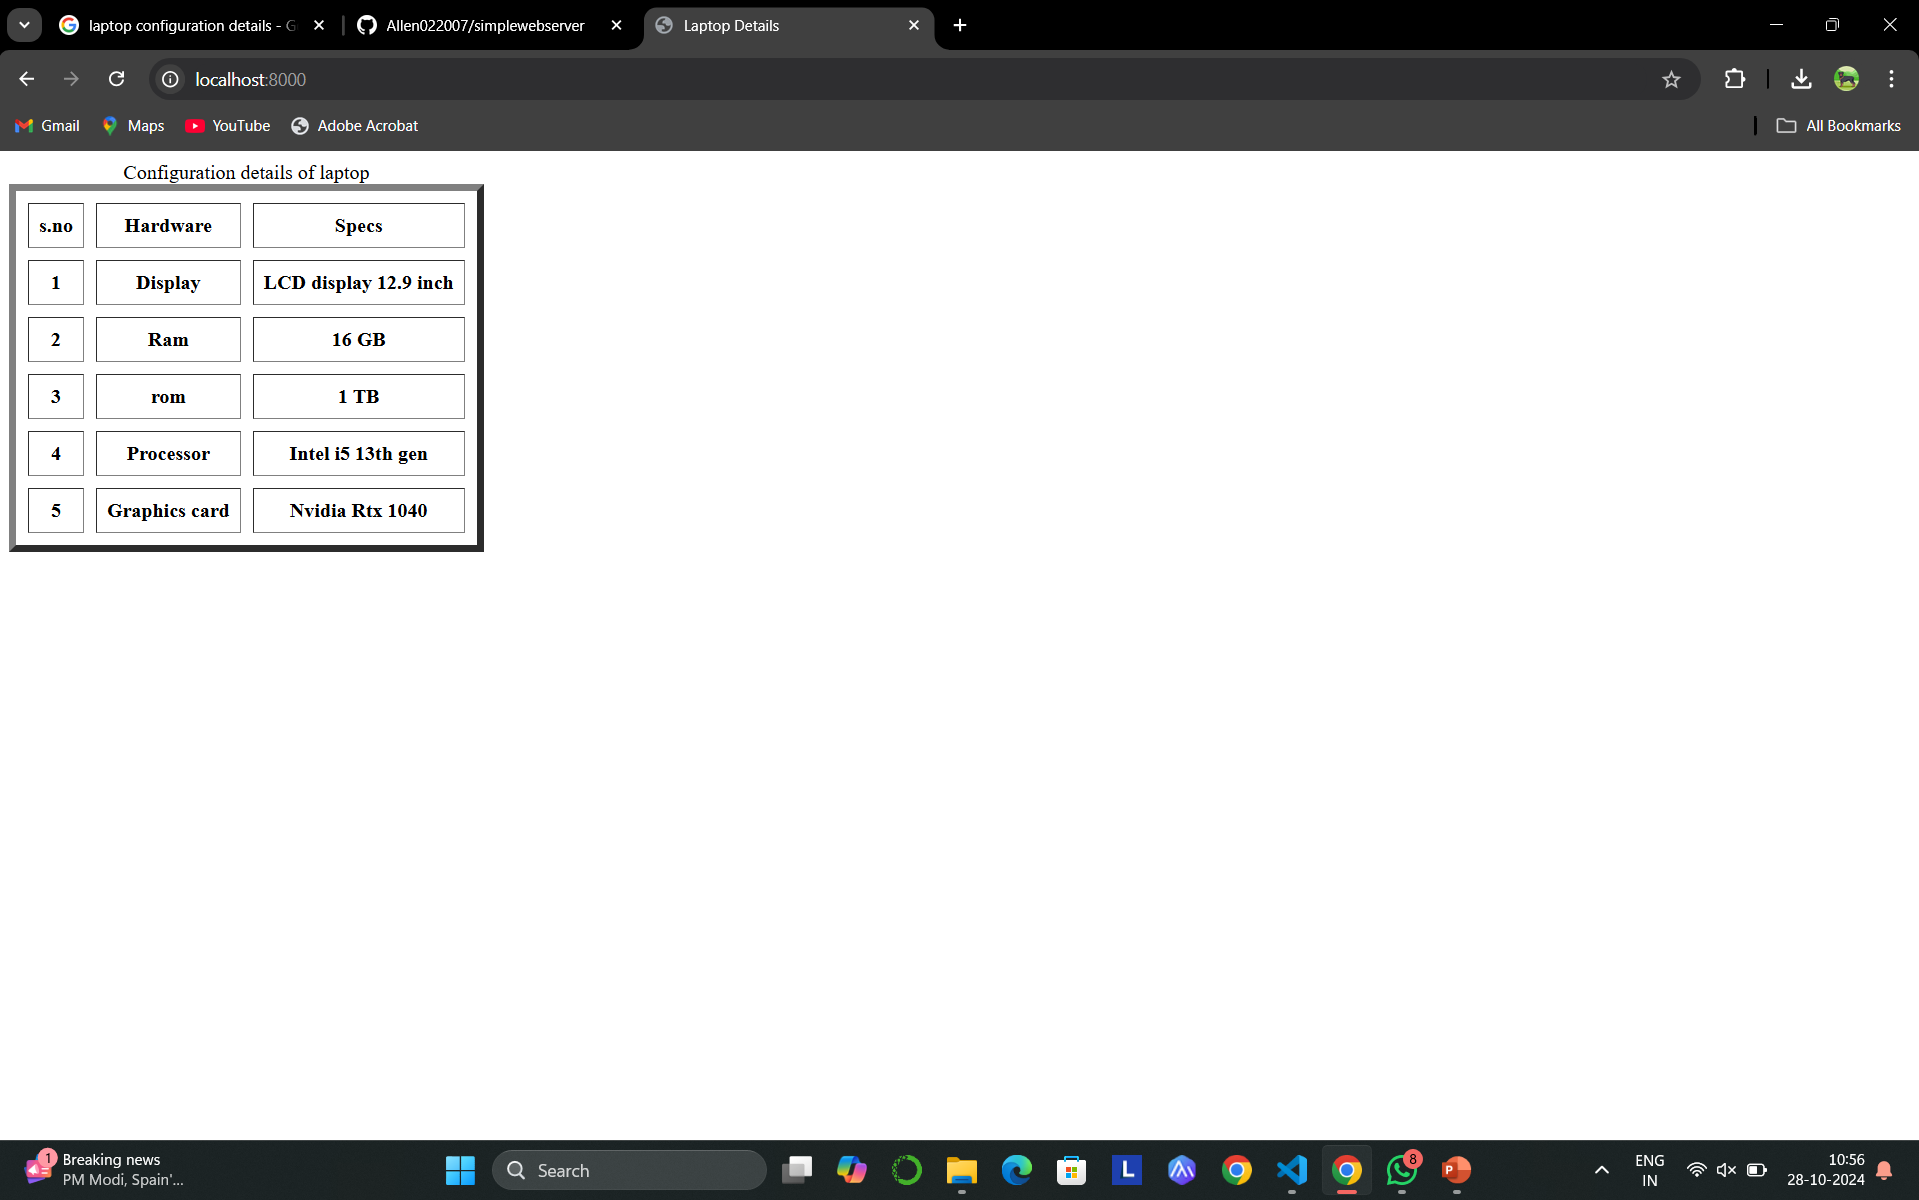 laptop configuration details - G
Allen022007/simplewebserver
Laptop Details
localhost:8000
Gmail
Maps
YouTube
Adobe Acrobat
All Bookmarks
Configuration details of laptop
s.no Hardware Specs
1 Display LCD display 12.9 inch
2 Ram 16 GB
3 rom 1 TB
4 Processor Intel i5 13th gen
5 Graphics card Nvidia Rtx 1040
1
Breaking news
PM Modi, Spain'...
Search
L
8
P
ENG
IN
10:56
28-10-2024